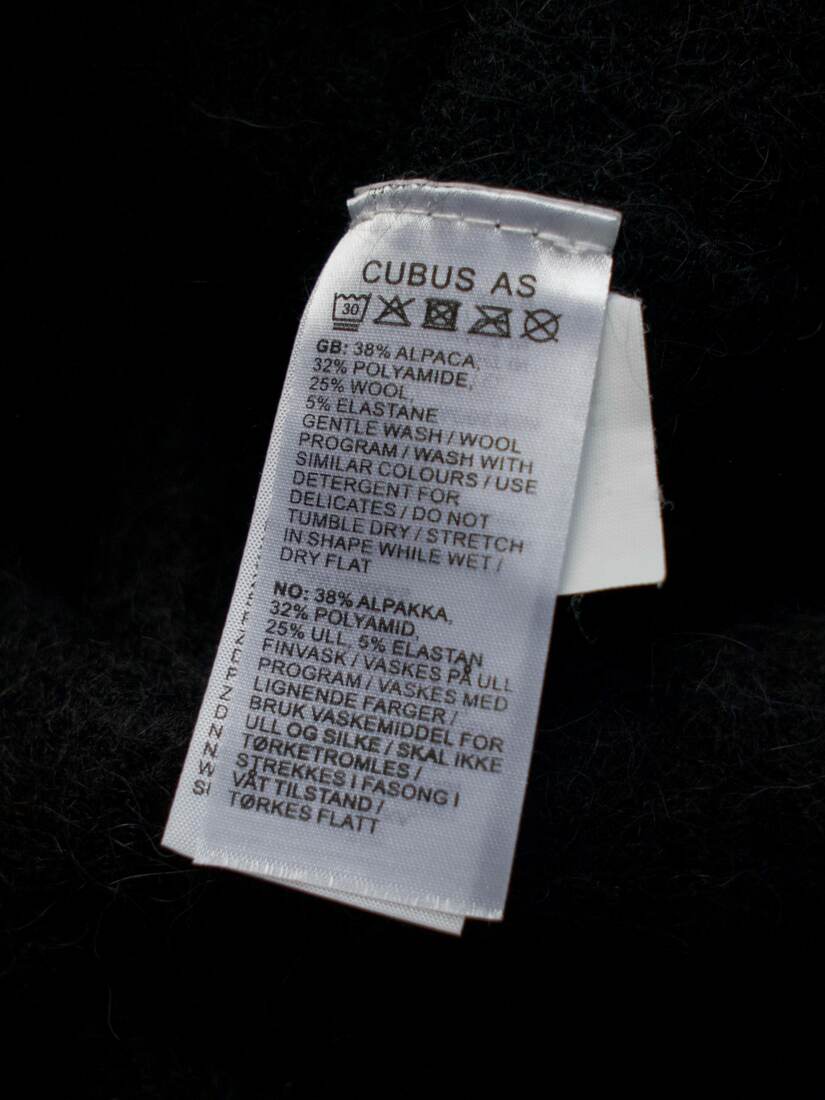 CUBUS AS
30
GB: 38% ALPACA,
32% POLYAMIDE,
25% WOOL,
5% ELASTANE
GENTLE WASH / WOOL
PROGRAM / WASH WITH
SIMILAR COLOURS / USE
DETERGENT FOR
DELICATES / DO NOT
TUMBLE DRY / STRETCH
IN SHAPE WHILE WET /
DRY FLAT
NO: 38% ALPAKKA,
32% POLYAMID,
25% ULL, 5% ELASTAN
FINVASK / VASKES PÅ ULL
PROGRAM / VASKES MED
LIGNENDE FARGER /
BRUK VASKEMIDDEL FOR
ULL OG SILKE / SKAL IKKE
TØRKETROMLES /
STREKKES I FASONG I
VÅT TILSTAND /
TØRKES FLATT